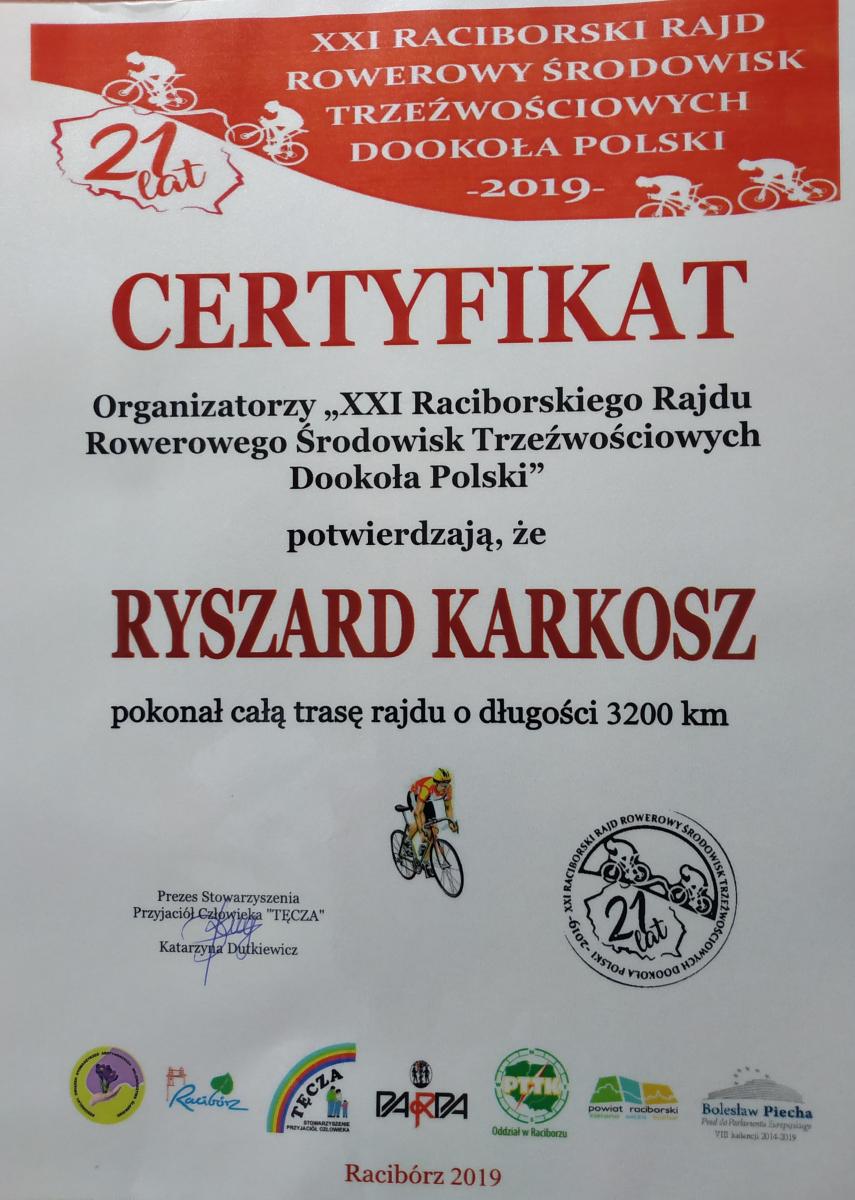 XXI RACIBORSKI RAJD
ROWEROWY ŚRODOWISK
TRZEŹWOŚCIOWYCH
DOOKOŁA POLSKI
-2019-
21
lat
CERTYFIKAT
Organizatorzy „XXI Raciborskiego Rajdu
Rowerowego Środowisk Trzeźwościowych
Dookoła Polski”
potwierdzają, że
RYSZARD KARKOSZ
pokonał całą trasę rajdu o długości 3200 km
Prezes Stowarzyszenia
Przyjaciół Człowieka "TĘCZA"
Katarzyna Dutkiewicz
-2019- XXI RACIBORSKI RAJD ROWEROWY ŚRODOWISK TRZEŹWOŚCIOWYCH DOOKOŁA POLSKI
21
lat
Racibórz
TĘCZA
STOWARZYSZENIE
PRZYJACIÓŁ CZŁOWIEKA
PARPA
PTTK
Oddział w Raciborzu
powiat raciborski
Bolesław Piecha
Poseł do Parlamentu Europejskiego
VIII kadencji 2014-2019
Racibórz 2019